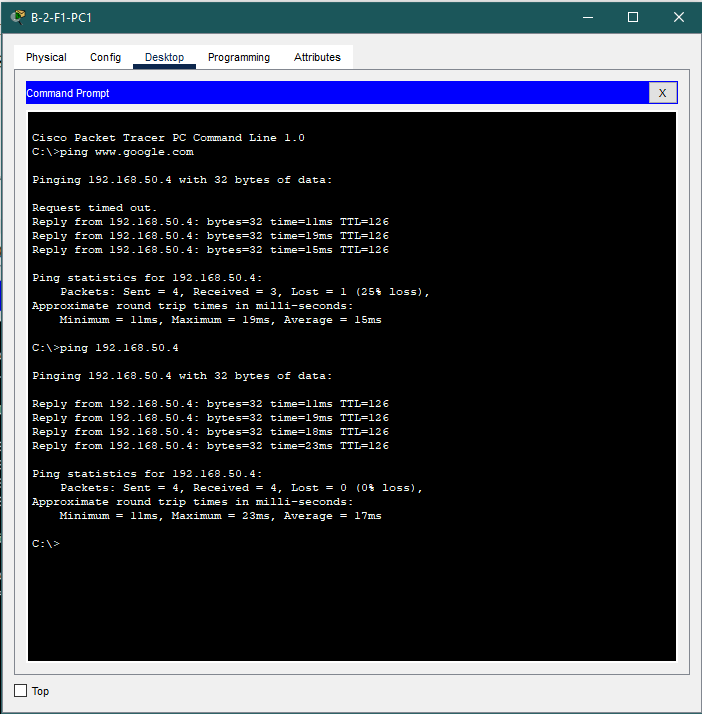 B-2-F1-PC1
Physical Config Desktop Programming Attributes
Command Prompt X
Cisco Packet Tracer PC Command Line 1.0
C:\>ping www.google.com
Pinging 192.168.50.4 with 32 bytes of data:
Request timed out.
Reply from 192.168.50.4: bytes=32 time=11ms TTL=126
Reply from 192.168.50.4: bytes=32 time=19ms TTL=126
Reply from 192.168.50.4: bytes=32 time=15ms TTL=126
Ping statistics for 192.168.50.4:
Packets: Sent = 4, Received = 3, Lost = 1 (25% loss),
Approximate round trip times in milli-seconds:
Minimum = 11ms, Maximum = 19ms, Average = 15ms
C:\>ping 192.168.50.4
Pinging 192.168.50.4 with 32 bytes of data:
Reply from 192.168.50.4: bytes=32 time=11ms TTL=126
Reply from 192.168.50.4: bytes=32 time=19ms TTL=126
Reply from 192.168.50.4: bytes=32 time=18ms TTL=126
Reply from 192.168.50.4: bytes=32 time=23ms TTL=126
Ping statistics for 192.168.50.4:
Packets: Sent = 4, Received = 4, Lost = 0 (0% loss),
Approximate round trip times in milli-seconds:
Minimum = 11ms, Maximum = 23ms, Average = 17ms
C:\>
Top